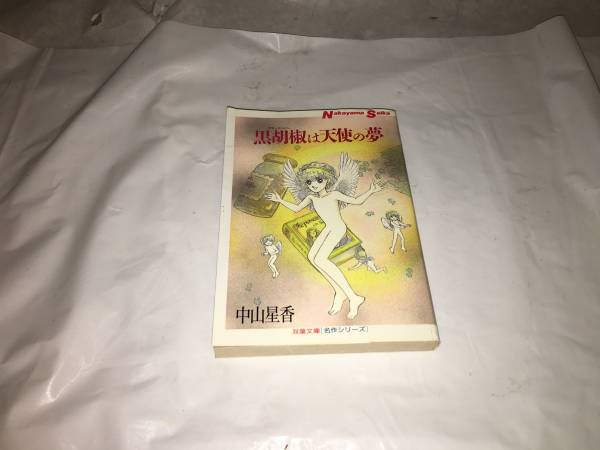 Nakayama Seika
黒胡椒は天使の夢
中山星香
双葉文庫[名作シリーズ]